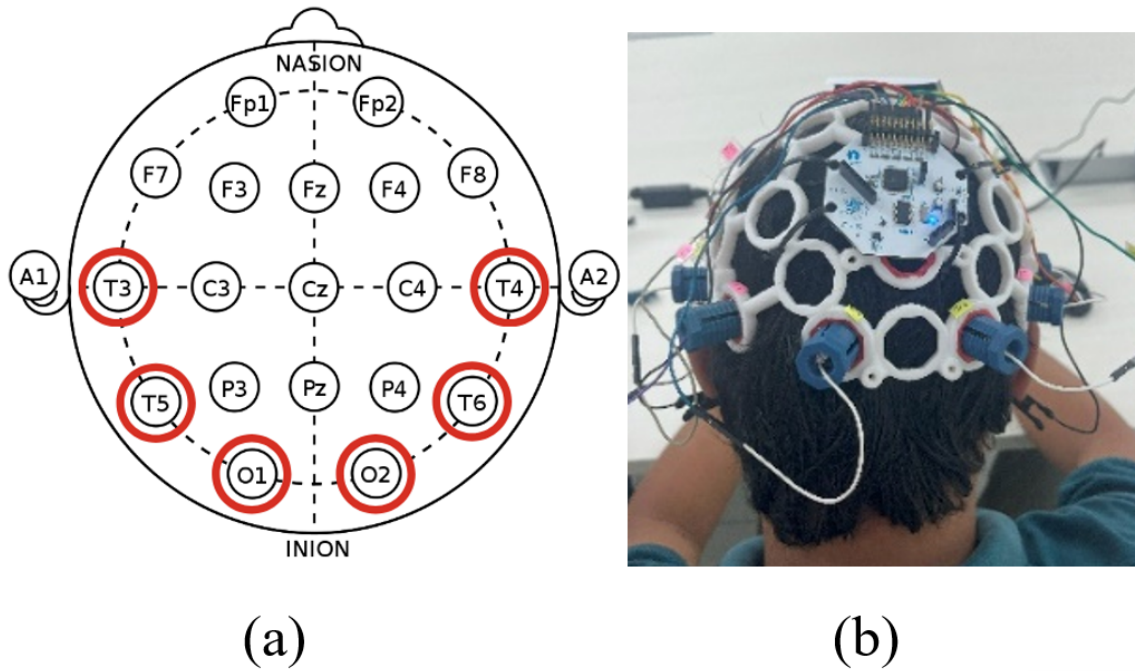 NASION
Fp1 Fp2
F7 F3 Fz F4 F8
A1 T3 C3 Cz C4 T4 A2
T5 P3 Pz P4 T6
O1 O2
INION
(a) (b)